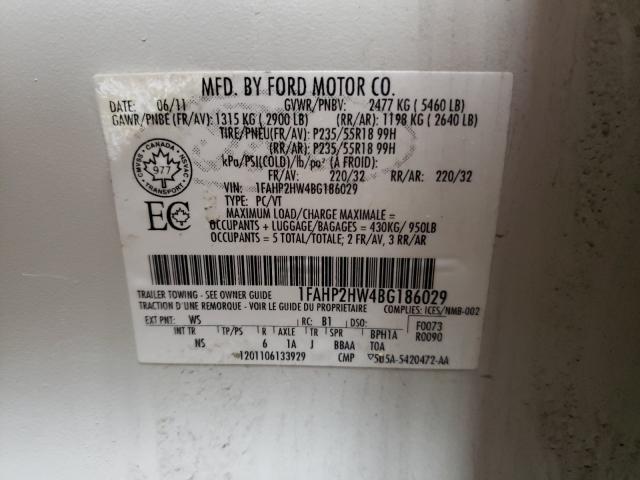 MFD. BY FORD MOTOR CO.
DATE: 06/11 GVWR/PNBV: 2477 KG ( 5460 LB)
GAWR/PNBE (FR/AV): 1315 KG ( 2900 LB) (RR/AR): 1198 KG ( 2640 LB)
TIRE/PNEU(FR/AV): P235/55R18 99H
(RR/AR): P235/55R18 99H
kPa/PSI(COLD)/lb/po² (À FROID):
FR/AV: 220/32 RR/AR: 220/32
VIN: 1FAHP2HW4BG186029
TYPE: PC/VT
MAXIMUM LOAD/CHARGE MAXIMALE =
OCCUPANTS + LUGGAGE/BAGAGES = 430KG/ 950LB
OCCUPANTS = 5 TOTAL/TOTALE; 2 FR/AV, 3 RR/AR
CANADA
CMVSS NSVAC
977
TRANSPORT
EC
1FAHP2HW4BG186029
TRAILER TOWING - SEE OWNER GUIDE
TRACTION D'UNE REMORQUE - VOIR LE GUIDE DU PROPRIETAIRE COMPLIES: ICES/NMB-002
EXT PNT: WS RC: B1 DSO: F0073
INT TR TP/PS R AXLE TR SPR BPH1A R0090
NS 6 1A J BBAA TOA
1201106133929 CMP 5U5A-5420472-AA